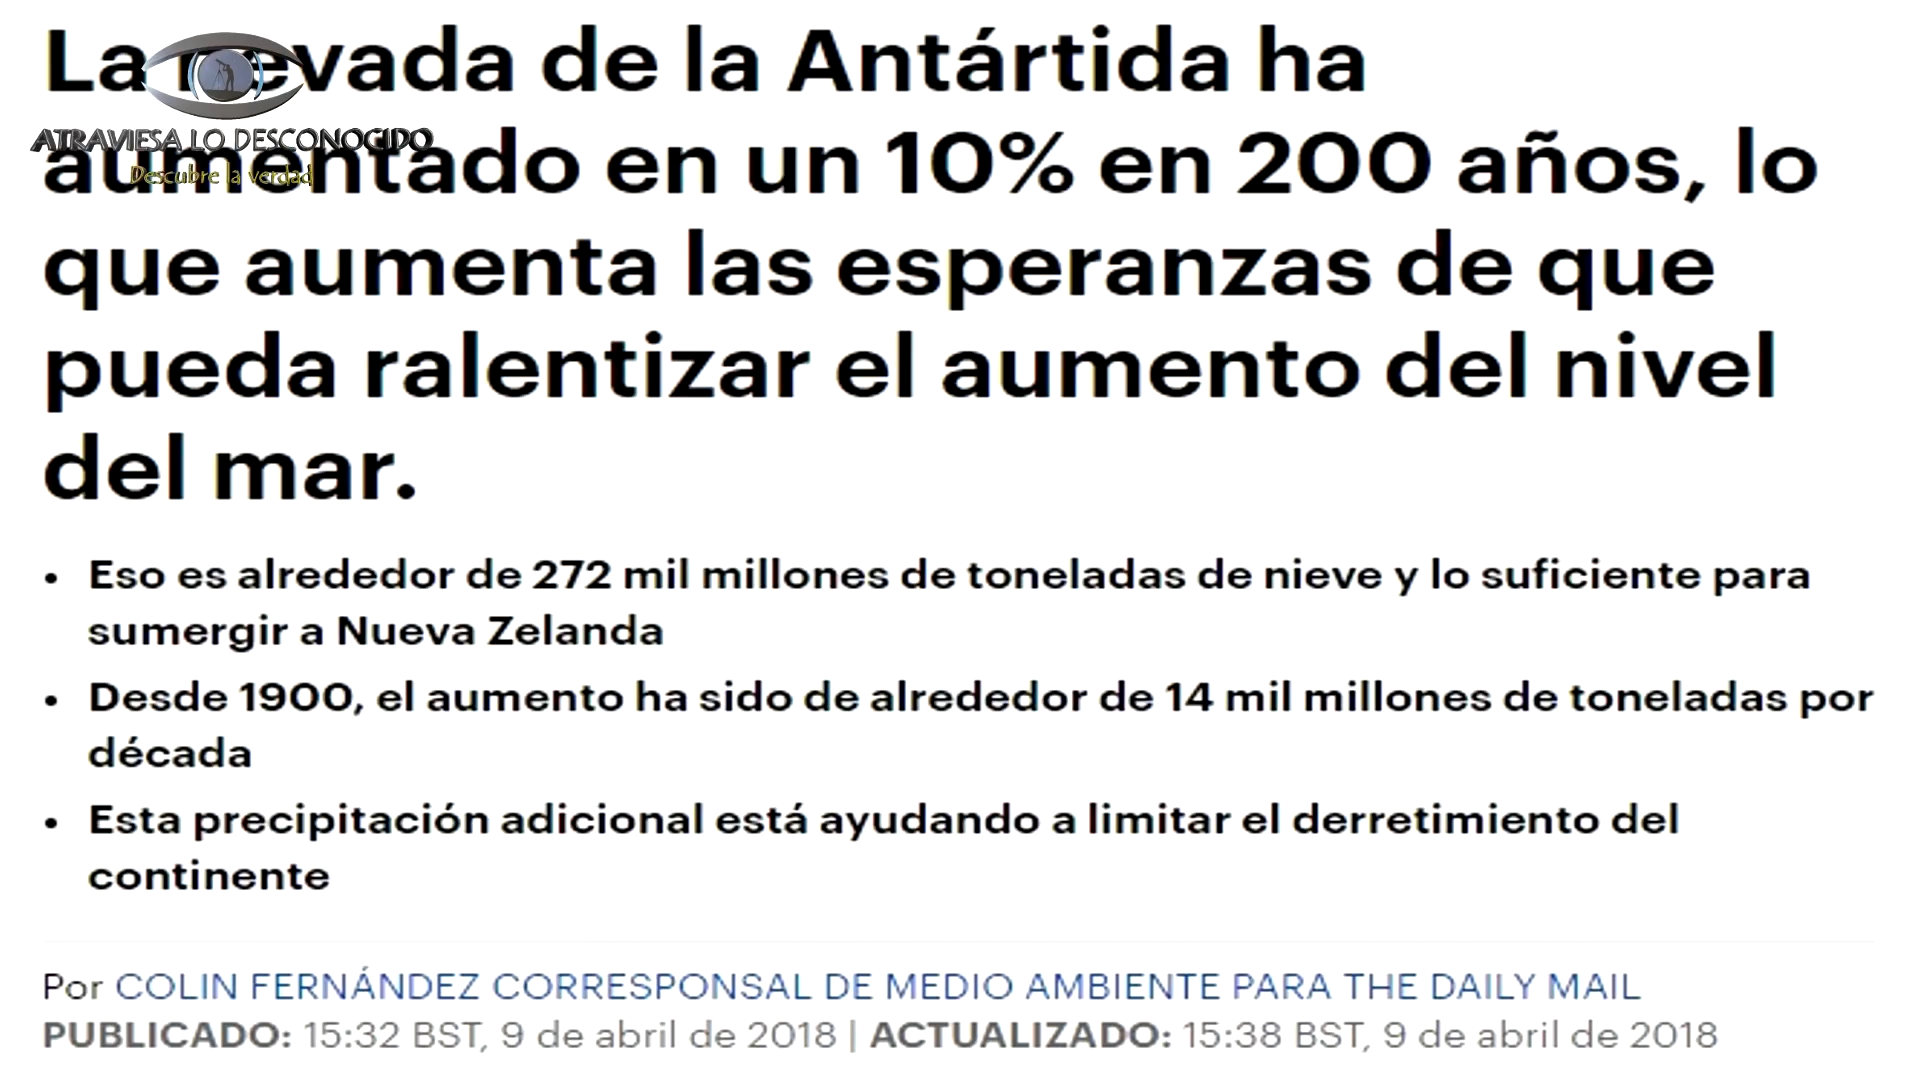 La nevada de la Antártida ha
ATRAVIESA LO DESCONOCIDO
aumentado en un 10% en 200 años, lo
Descubre la verdad
que aumenta las esperanzas de que
pueda ralentizar el aumento del nivel
del mar.
• Eso es alrededor de 272 mil millones de toneladas de nieve y lo suficiente para
sumergir a Nueva Zelanda
• Desde 1900, el aumento ha sido de alrededor de 14 mil millones de toneladas por
década
• Esta precipitación adicional está ayudando a limitar el derretimiento del
continente
Por COLIN FERNÁNDEZ CORRESPONSAL DE MEDIO AMBIENTE PARA THE DAILY MAIL
PUBLICADO: 15:32 BST, 9 de abril de 2018 | ACTUALIZADO: 15:38 BST, 9 de abril de 2018